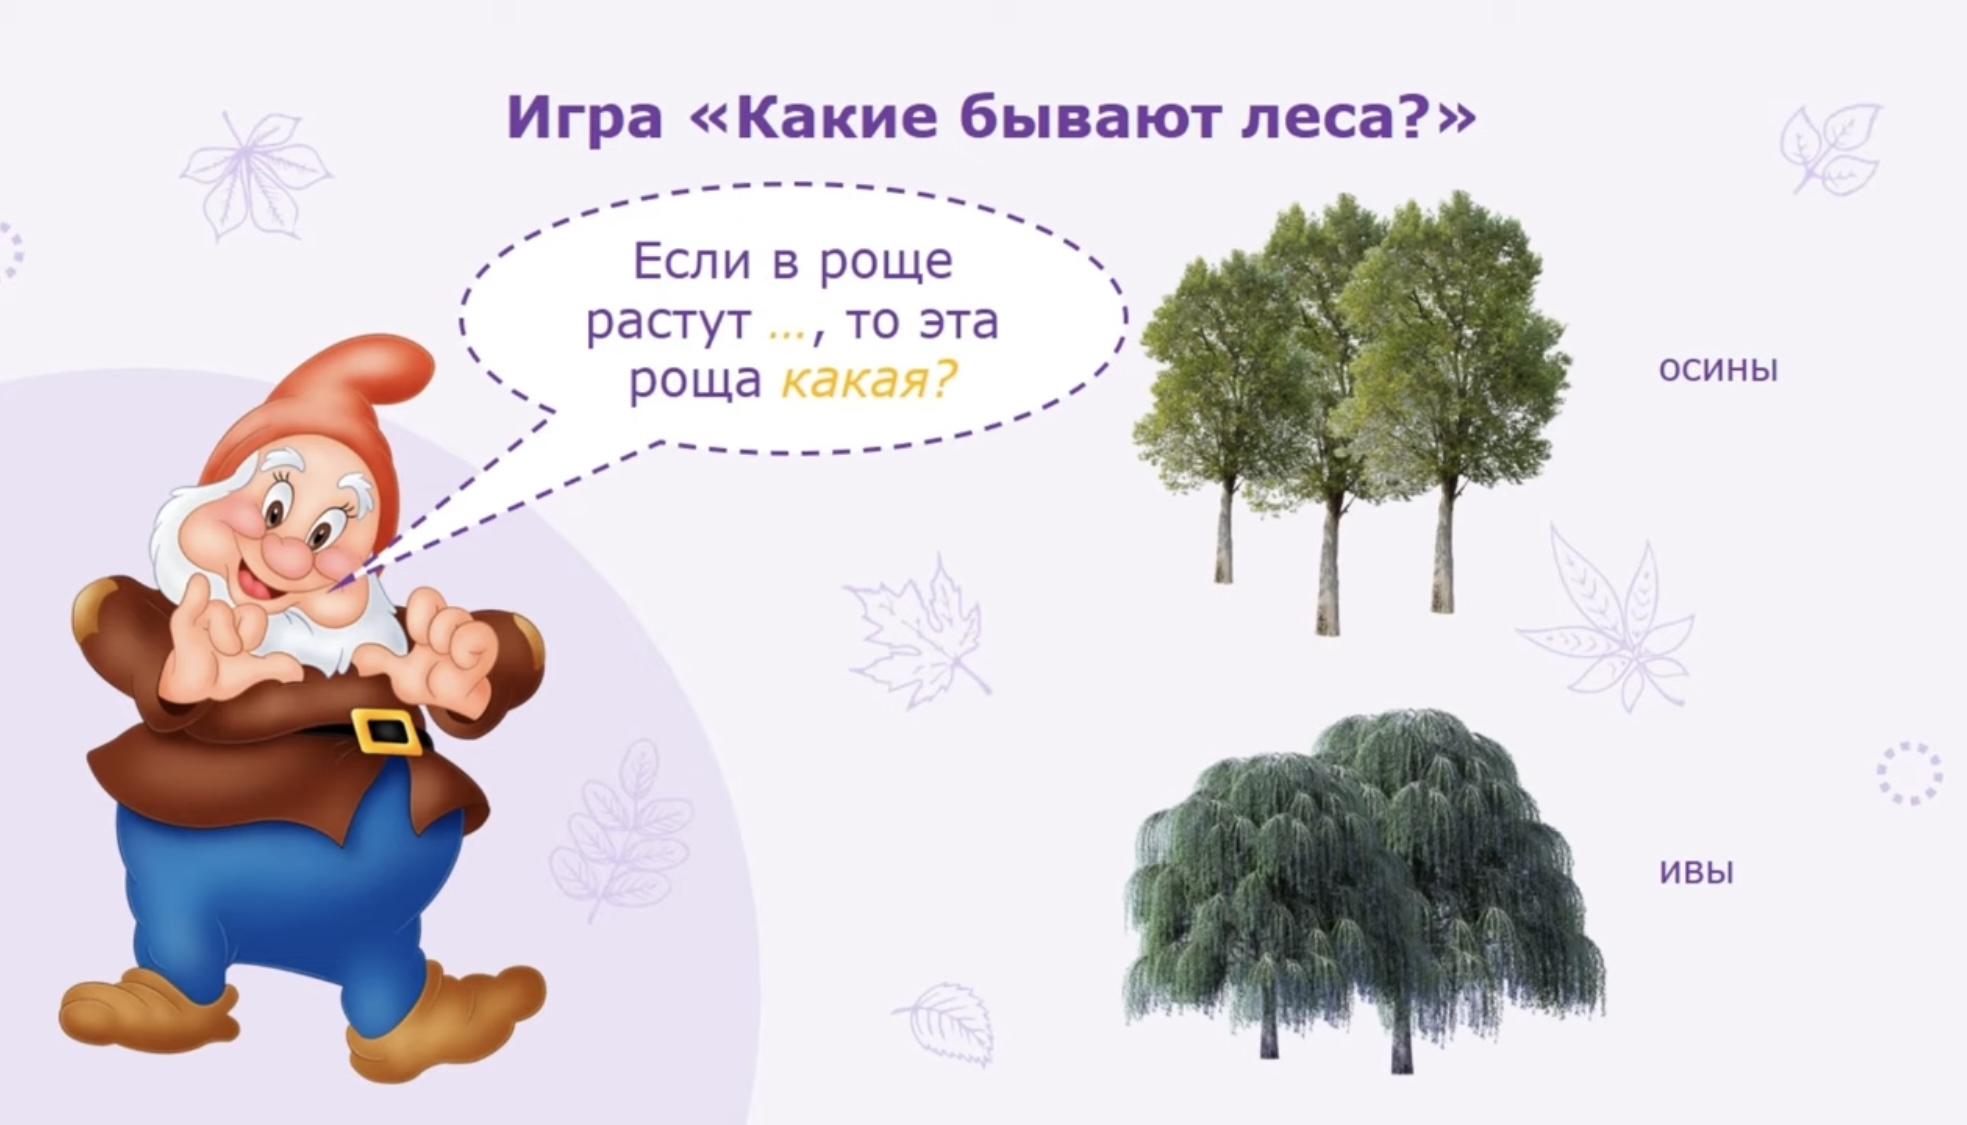 Игра «Какие бывают леса?»
Если в роще
растут ..., то эта
роща какая?
осины
ивы